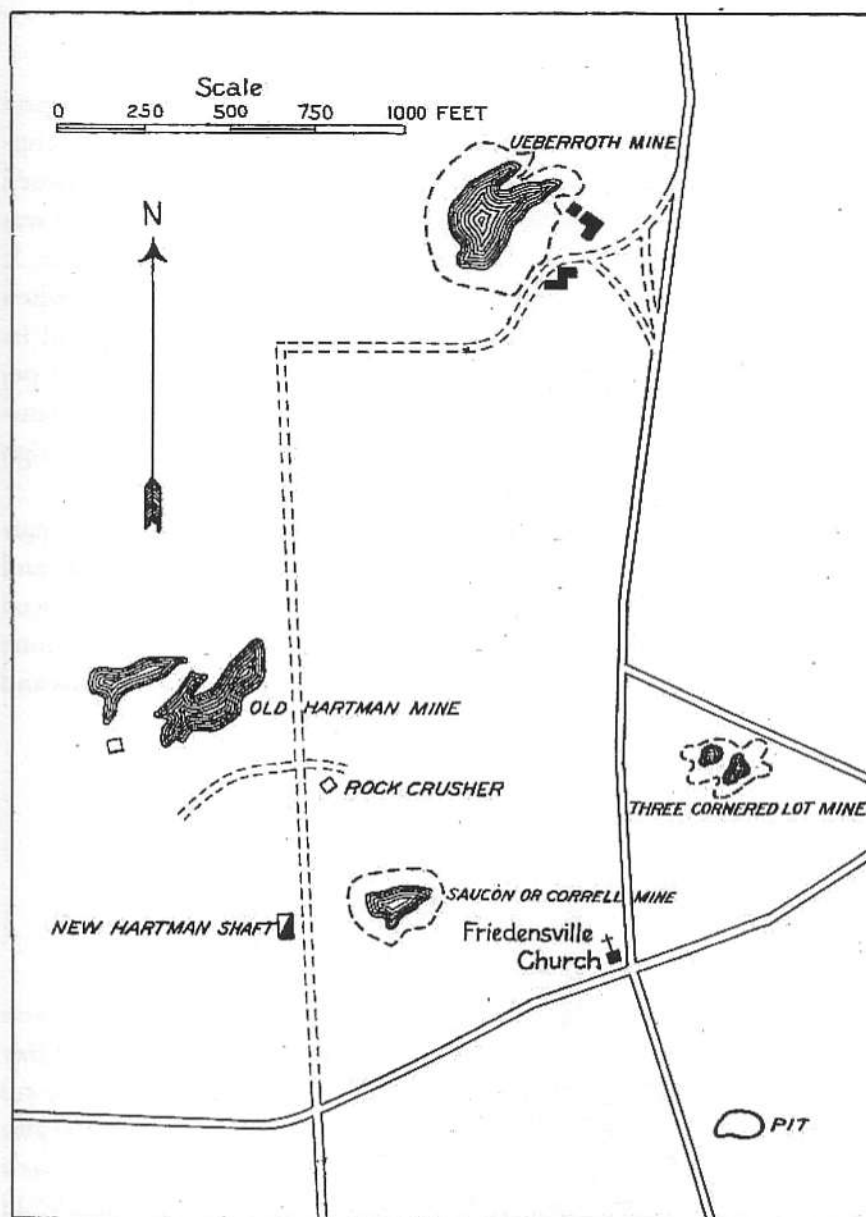 Scale
0 250 500 750 1000 FEET
UEBERROTH MINE
N
OLD HARTMAN MINE
ROCK CRUSHER
THREE CORNERED LOT MINE
SAUCON OR CORRELL MINE
NEW HARTMAN SHAFT
Friedensville
Church
PIT